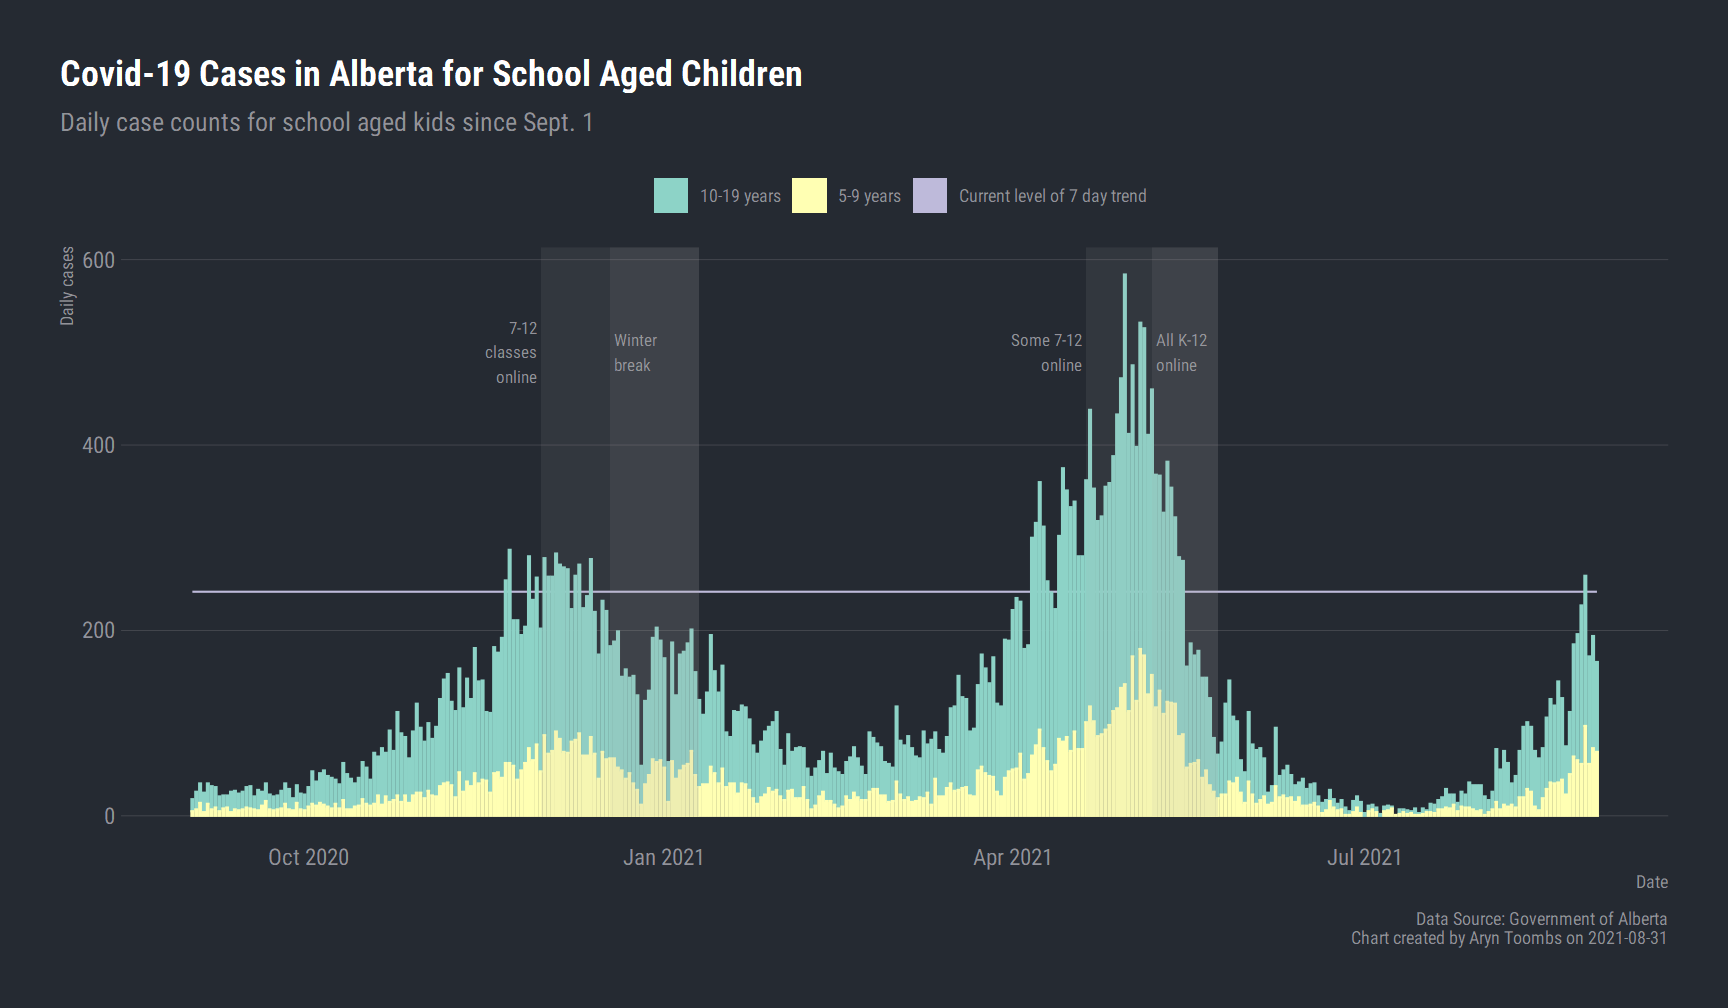 Covid-19 Cases in Alberta for School Aged Children
Daily case counts for school aged kids since Sept. 1
10-19 years
5-9 years
Current level of 7 day trend
Daily cases
600
400
200
0
7-12
classes
online
Winter
break
Some 7-12
online
All K-12
online
Oct 2020
Jan 2021
Apr 2021
Jul 2021
Date
Data Source: Government of Alberta
Chart created by Aryn Toombs on 2021-08-31